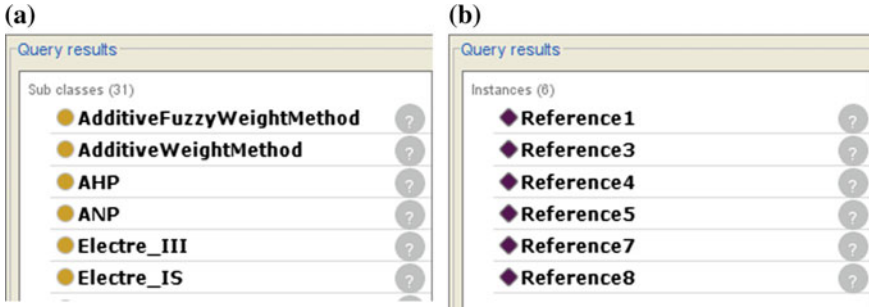 (a)
Query results
Sub classes (31)
AdditiveFuzzyWeightMethod ?
AdditiveWeightMethod ?
AHP ?
ANP ?
Electre_III ?
Electre_IS ?
(b)
Query results
Instances (6)
Reference1 ?
Reference3 ?
Reference4 ?
Reference5 ?
Reference7 ?
Reference8 ?